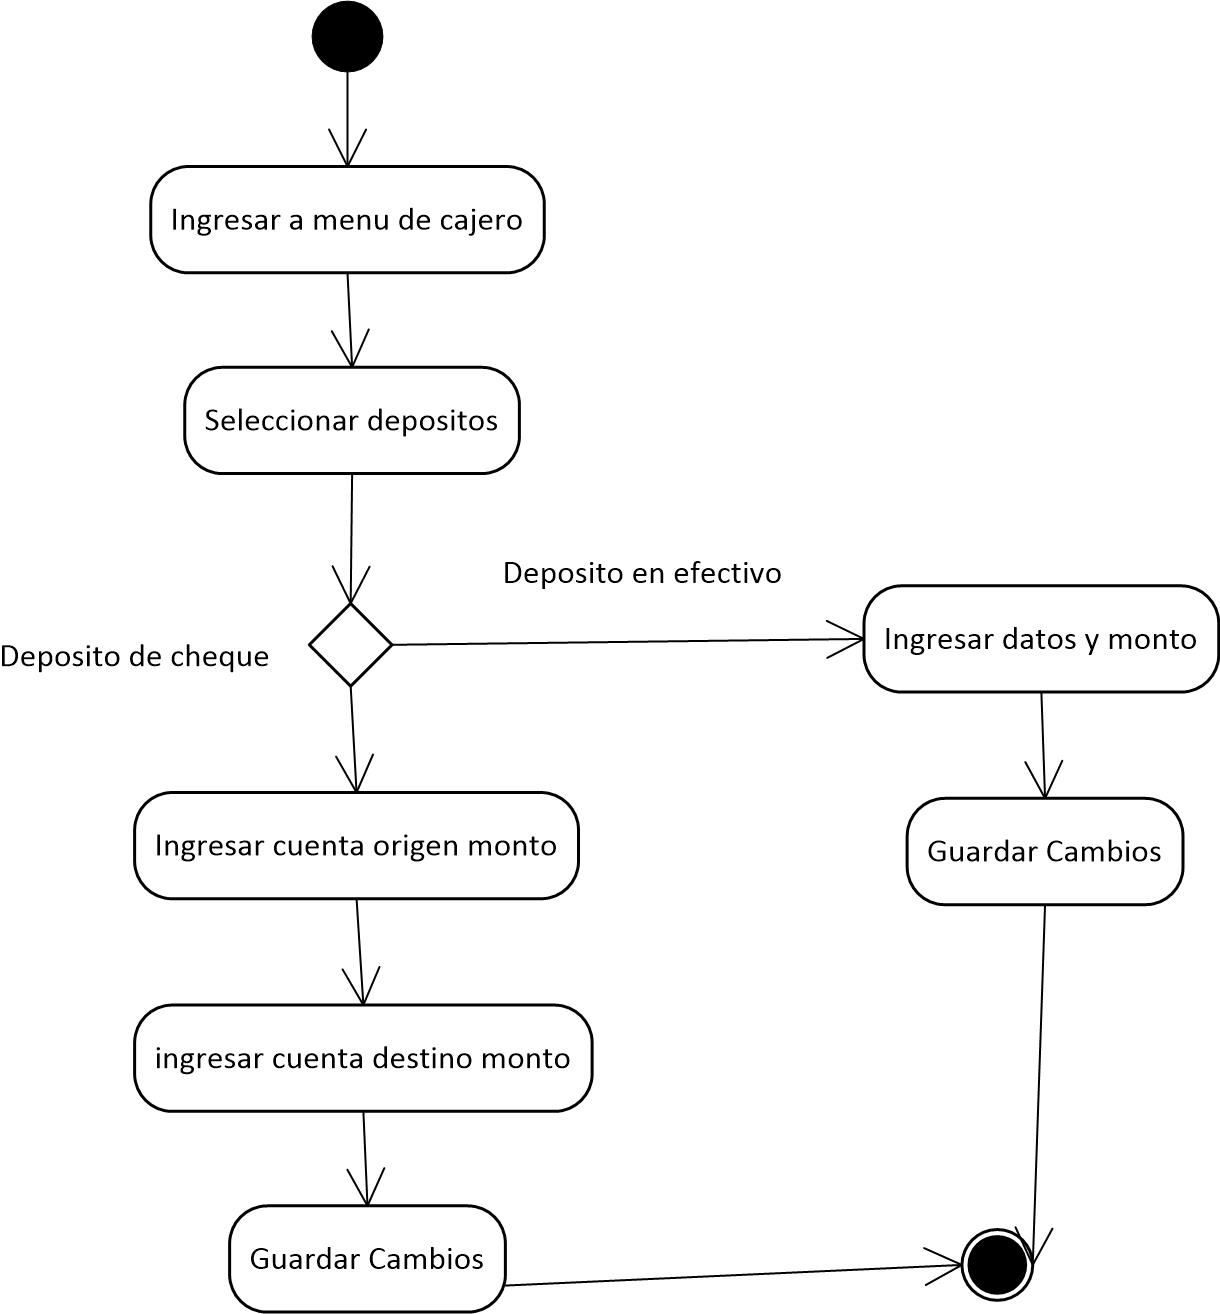 Ingresar a menu de cajero
Seleccionar depositos
Deposito en efectivo
Deposito de cheque
Ingresar datos y monto
Ingresar cuenta origen monto
Guardar Cambios
ingresar cuenta destino monto
Guardar Cambios